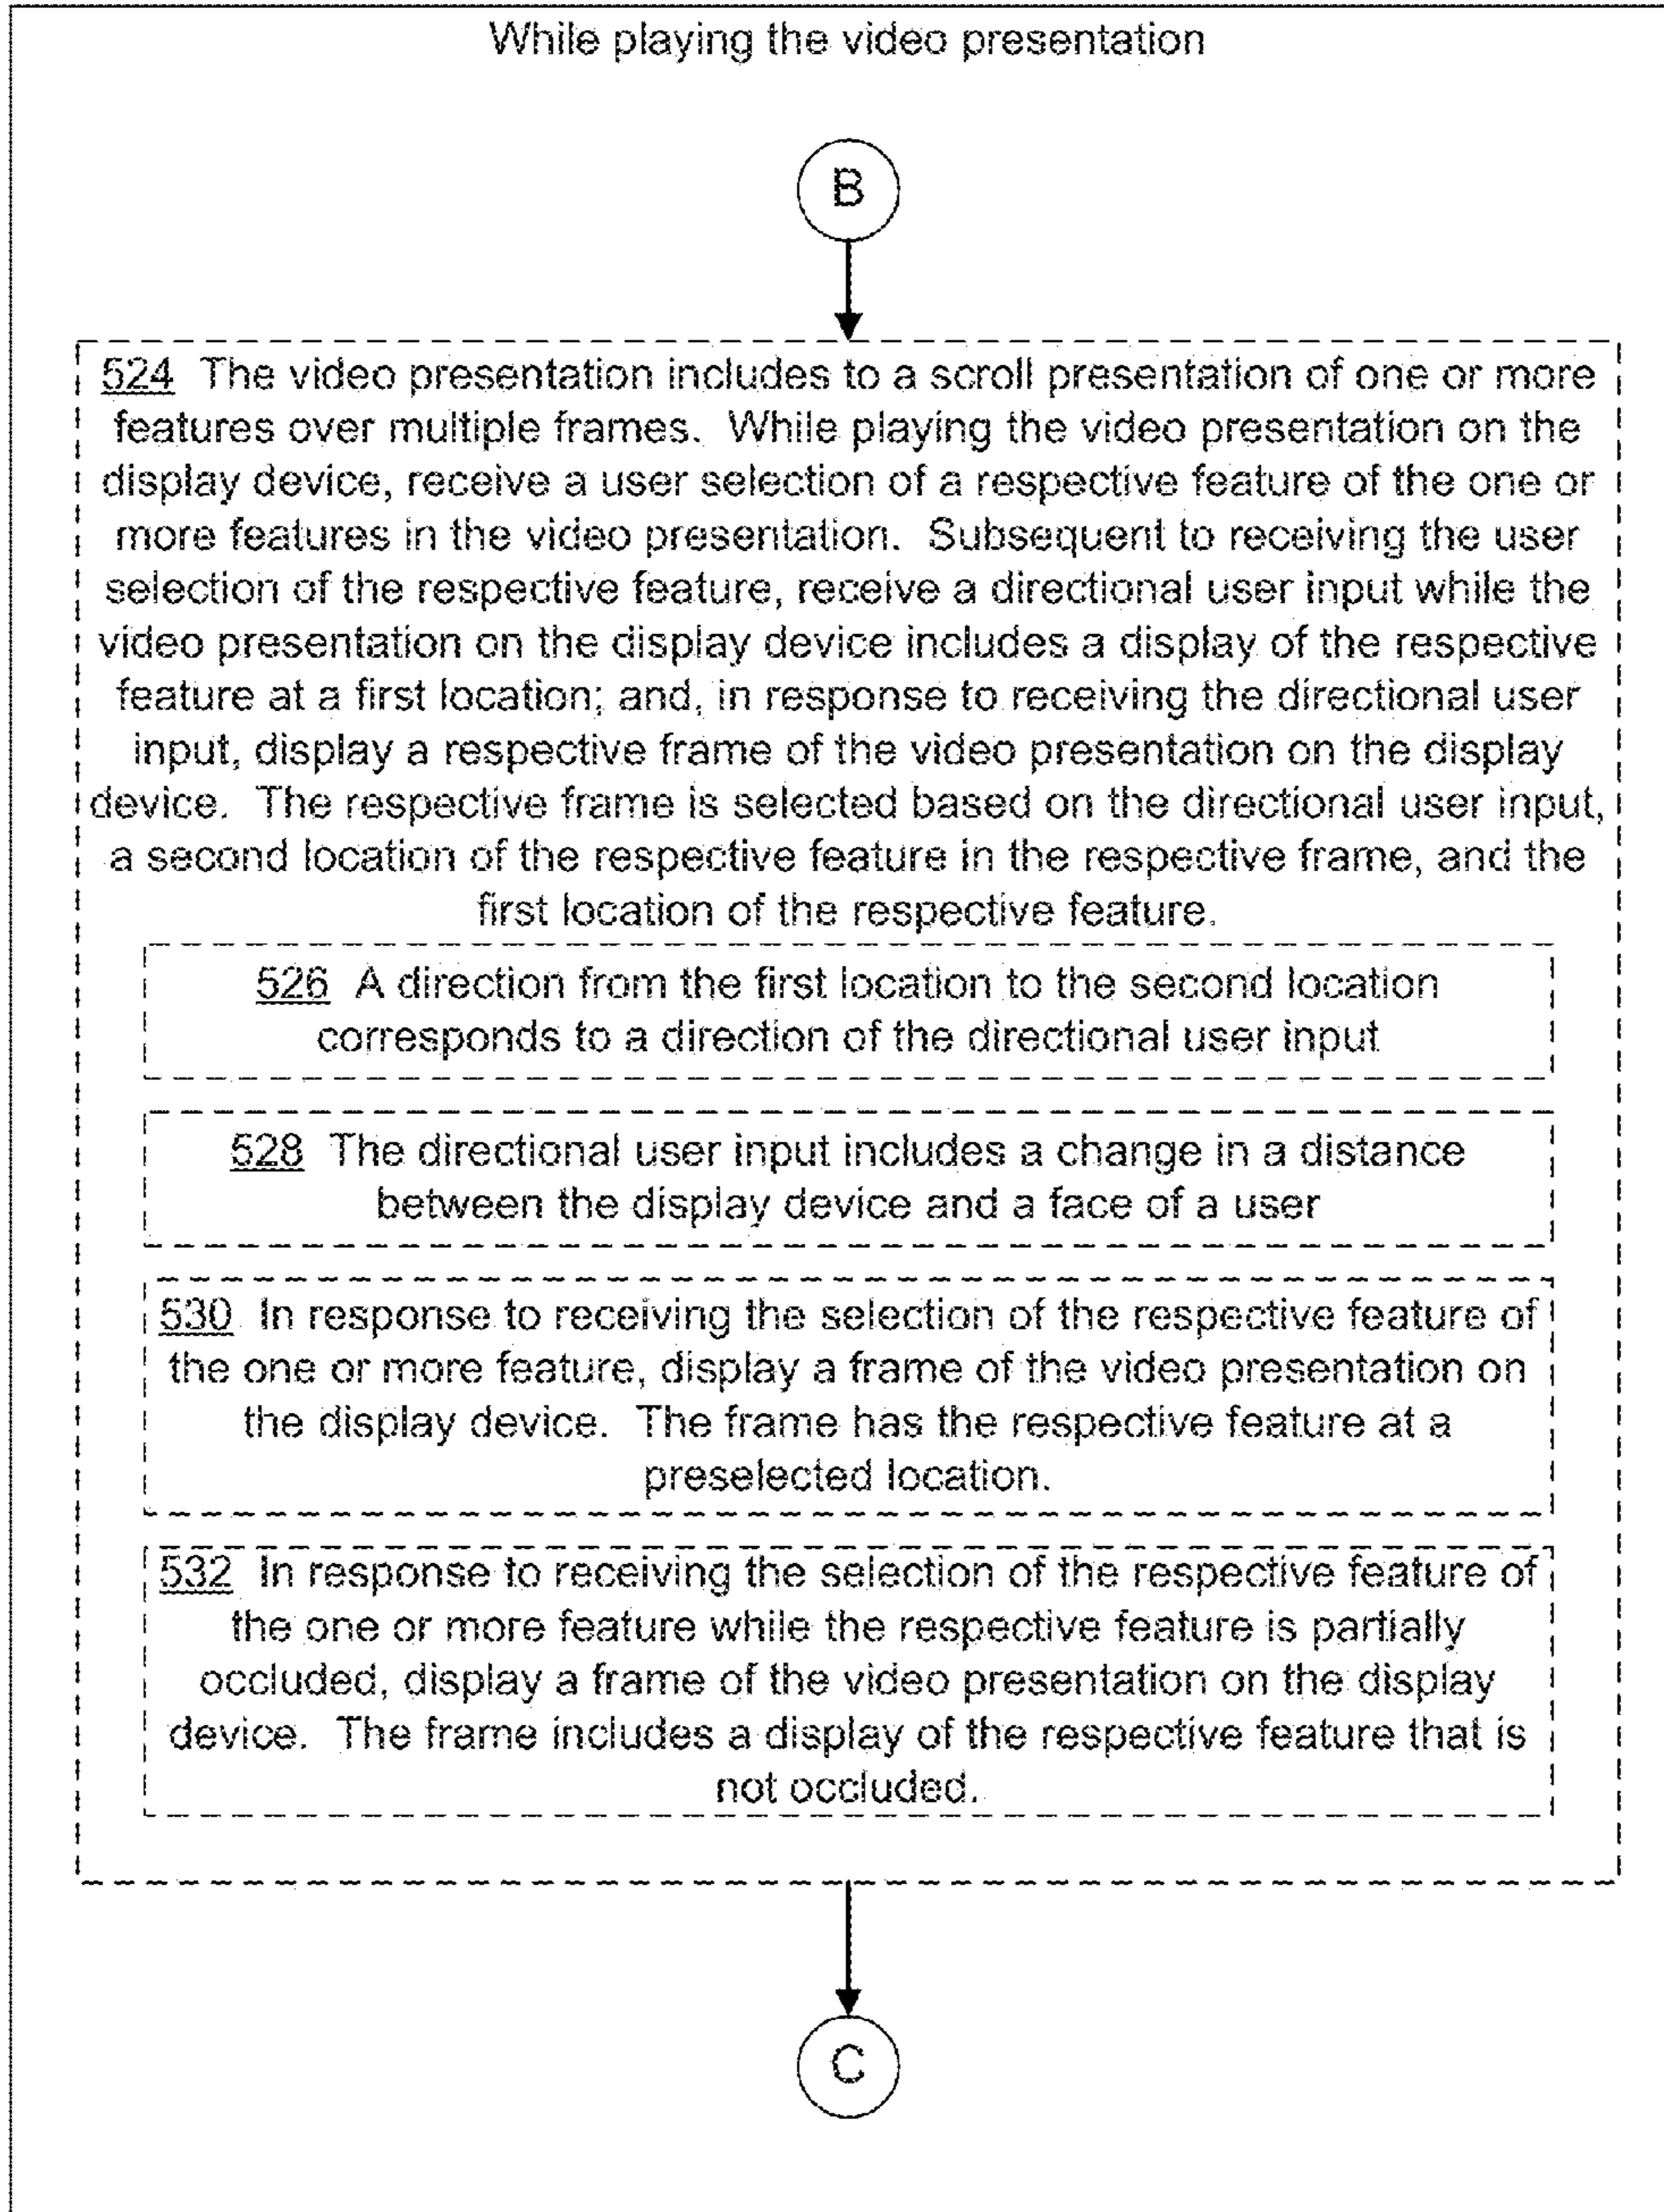 While playing the video presentation
B
524 The video presentation includes to a scroll presentation of one or more
features over multiple frames. While playing the video presentation on the
display device, receive a user selection of a respective feature of the one or
more features in the video presentation. Subsequent to receiving the user
selection of the respective feature, receive a directional user input while the
video presentation on the display device includes a display of the respective
feature at a first location; and, in response to receiving the directional user
input, display a respective frame of the video presentation on the display
device. The respective frame is selected based on the directional user input,
a second location of the respective feature in the respective frame, and the
first location of the respective feature.
526 A direction from the first location to the second location
corresponds to a direction of the directional user input
528 The directional user input includes a change in a distance
between the display device and a face of a user
530 In response to receiving the selection of the respective feature of
the one or more feature, display a frame of the video presentation on
the display device. The frame has the respective feature at a
preselected location.
532 In response to receiving the selection of the respective feature of
the one or more feature while the respective feature is partially
occluded, display a frame of the video presentation on the display
device. The frame includes a display of the respective feature that is
not occluded.
C